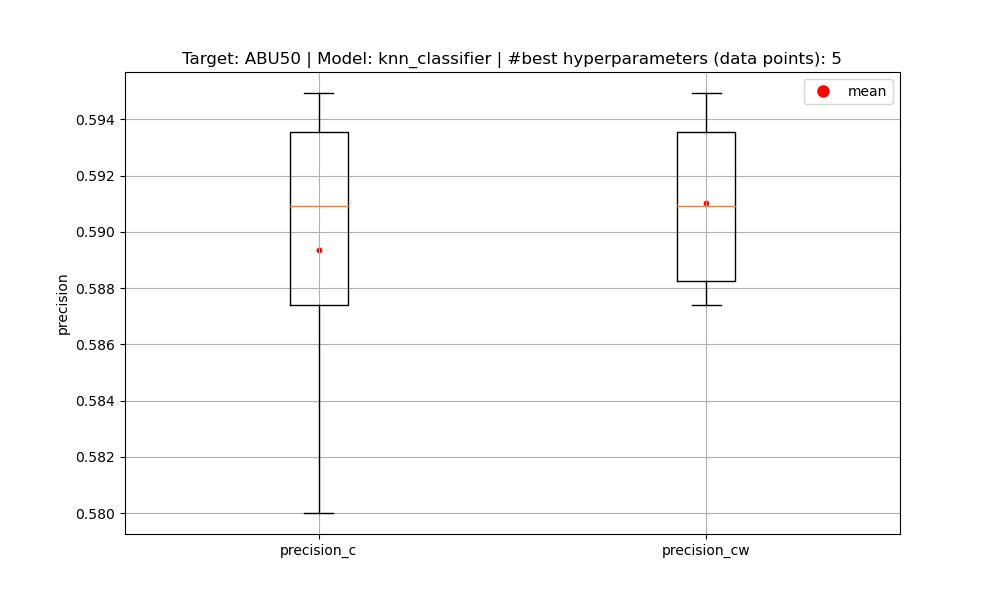 Target: ABU50 | Model: knn_classifier | #best hyperparameters (data points): 5
mean
0.594
0.592
0.590
0.588
0.586
0.584
0.582
0.580
precision
precision_c
precision_cw